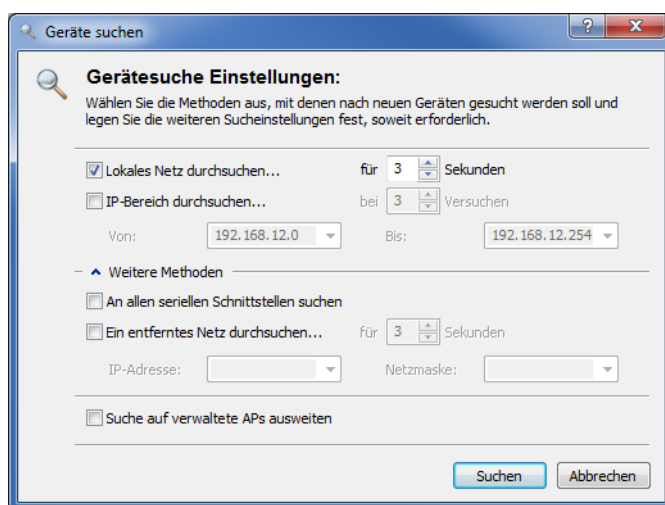 Geräte suchen
Gerätesuche Einstellungen:
Wählen Sie die Methoden aus, mit denen nach neuen Geräten gesucht werden soll und
legen Sie die weiteren Sucheinstellungen fest, soweit erforderlich.
Lokales Netz durchsuchen... für 3 Sekunden
IP-Bereich durchsuchen... bei 3 Versuchen
Von: 192.168.12.0 Bis: 192.168.12.254
Weitere Methoden
An allen seriellen Schnittstellen suchen
Ein entferntes Netz durchsuchen... für 3 Sekunden
IP-Adresse: Netzmaske:
Suche auf verwaltete APs ausweiten
Suchen Abbrechen